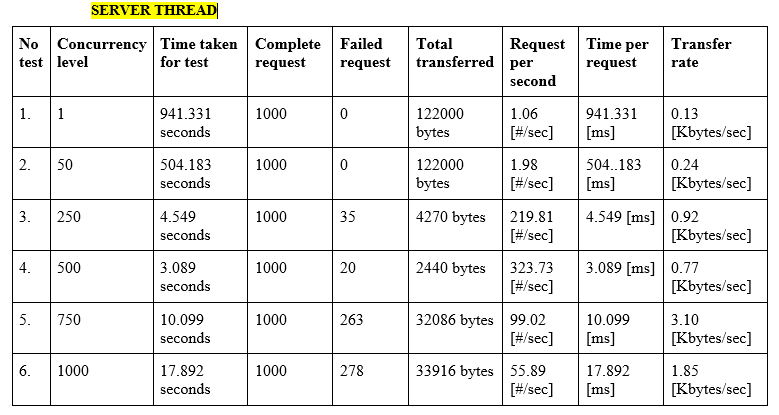 SERVER THREAD
No test | Concurrency level | Time taken for test | Complete request | Failed request | Total transferred | Request per second | Time per request | Transfer rate
1. | 1 | 941.331 seconds | 1000 | 0 | 122000 bytes | 1.06 [#/sec] | 941.331 [ms] | 0.13 [Kbytes/sec]
2. | 50 | 504.183 seconds | 1000 | 0 | 122000 bytes | 1.98 [#/sec] | 504..183 [ms] | 0.24 [Kbytes/sec]
3. | 250 | 4.549 seconds | 1000 | 35 | 4270 bytes | 219.81 [#/sec] | 4.549 [ms] | 0.92 [Kbytes/sec]
4. | 500 | 3.089 seconds | 1000 | 20 | 2440 bytes | 323.73 [#/sec] | 3.089 [ms] | 0.77 [Kbytes/sec]
5. | 750 | 10.099 seconds | 1000 | 263 | 32086 bytes | 99.02 [#/sec] | 10.099 [ms] | 3.10 [Kbytes/sec]
6. | 1000 | 17.892 seconds | 1000 | 278 | 33916 bytes | 55.89 [#/sec] | 17.892 [ms] | 1.85 [Kbytes/sec]